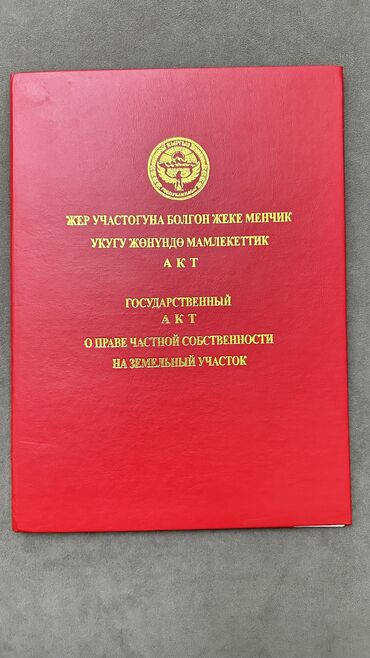 ЖЕР УЧАСТОГУНА БОЛГОН ЖЕКЕ МЕНЧИК
УКУГУ ЖӨНҮНДӨ МАМЛЕКЕТТИК
АКТ
ГОСУДАРСТВЕННЫЙ
АКТ
О ПРАВЕ ЧАСТНОЙ СОБСТВЕННОСТИ
НА ЗЕМЕЛЬНЫЙ УЧАСТОК